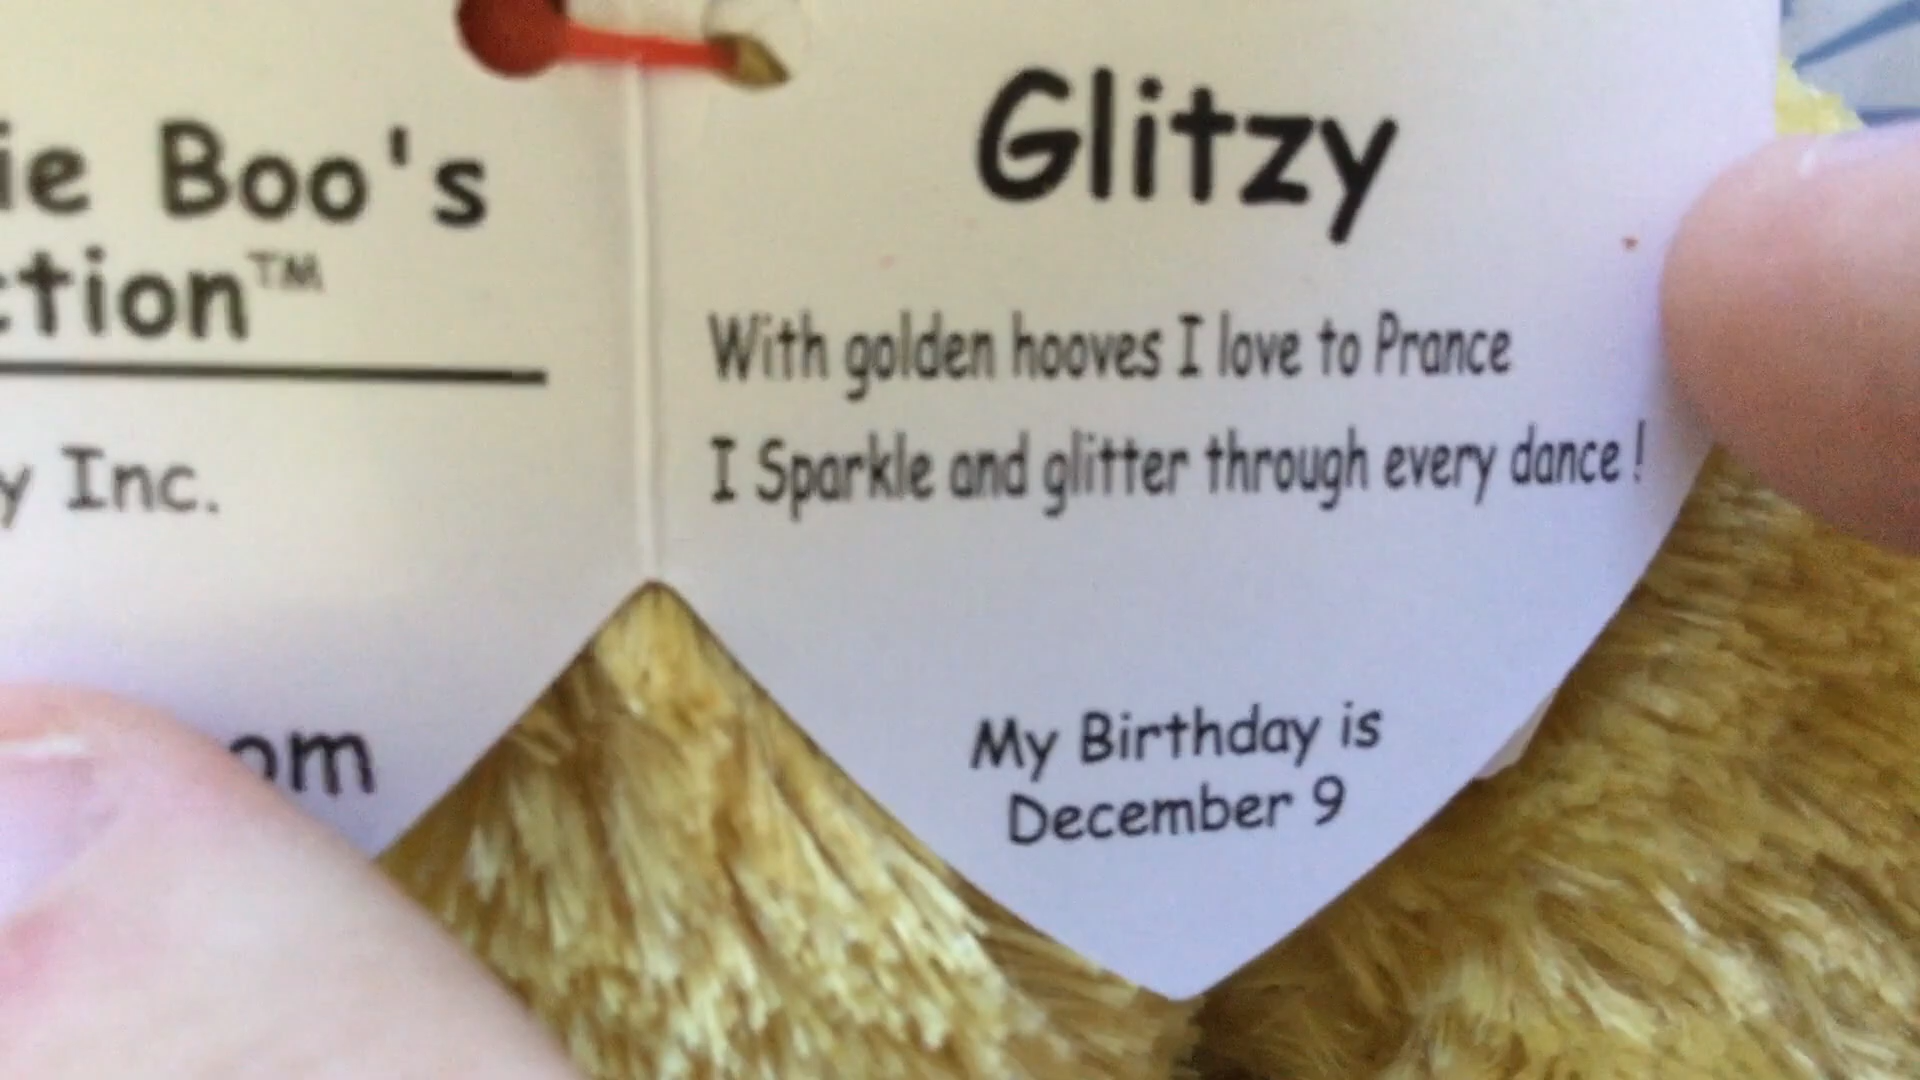 ie Boo's
ction™
y Inc.
om
Glitzy
With golden hooves I love to Prance
I Sparkle and glitter through every dance !
My Birthday is
December 9